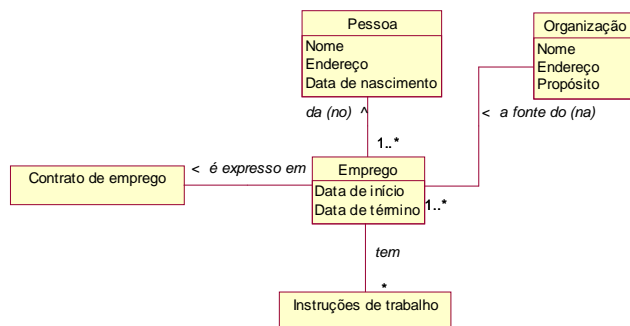 Pessoa
Nome
Endereço
Data de nascimento
Organização
Nome
Endereço
Propósito
da (no) ^
< a fonte do (na)
1..*
< é expresso em
Contrato de emprego
Emprego
Data de início
Data de término
1..*
tem
*
Instruções de trabalho